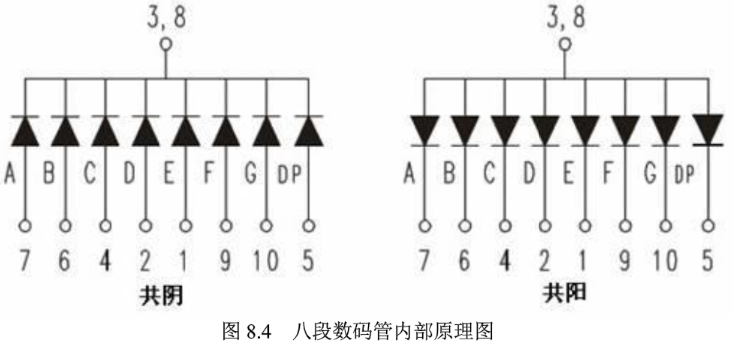 3,8 3,8
A B C D E F G DP A B C D E F G DP
7 6 4 2 1 9 10 5 7 6 4 2 1 9 10 5
共阴 共阳
图 8.4 八段数码管内部原理图